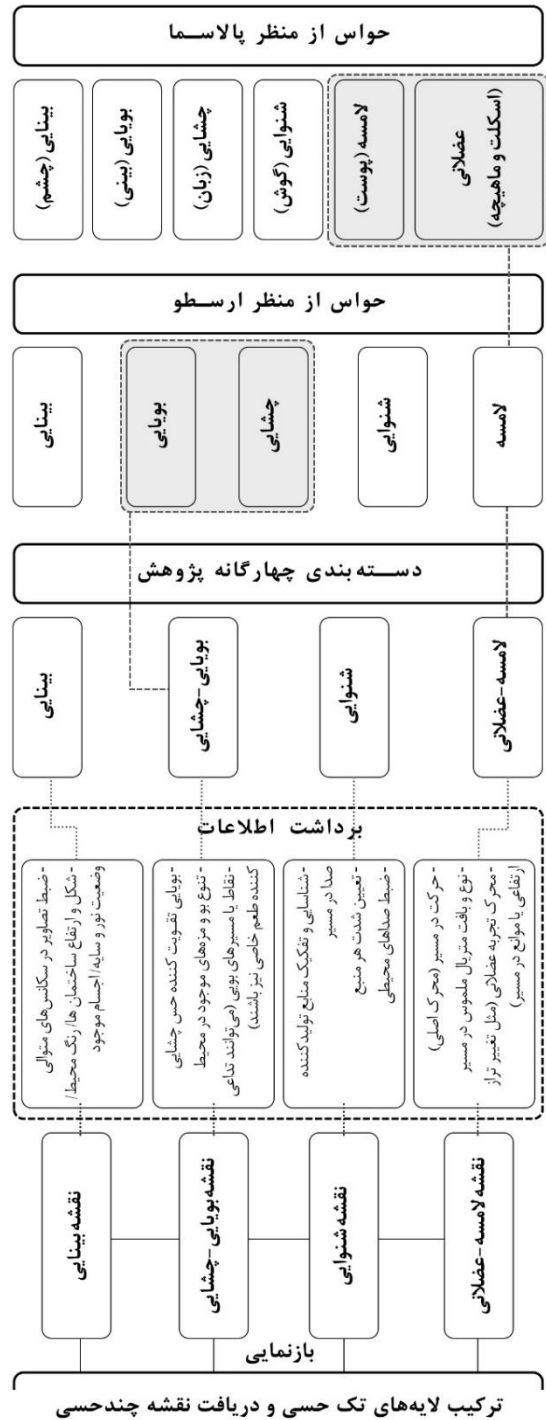 حواس از منظر پالاسـما
بینایی (چشم)
بویایی (بینی)
چشایی (زبان)
شنوایی (گوش)
لامسه (پوست)
عضلانی
(اسکلت و ماهیچه)
حواس از منظر ارسـطو
بینایی
بویایی
چشایی
شنوایی
لامسه
دسـته‌بندی چهارگانه پژوهش
بینایی
بویایی-چشایی
شنوایی
لامسه-عضلانی
برداشت اطلاعات
- ضبط تصاویر در سکانس‌های متوالی
- شکل و ارتفاع ساختمان ها/ رنگ محیط/
وضعیت نور و سایه/ اجسام موجود
- بویایی تقویت کننده حس چشایی
- تنوع بو و مزه‌های موجود در محیط
- نقاط یا مسیرهای بویی (می‌توانند تداعی
کننده طعم خاصی نیز باشند)
- شناسایی و تفکیک منابع تولیدکننده
صدا در مسیر
- تعیین شدت هر منبع
- ضبط صداهای محیطی
- حرکت در مسیر (محرک اصلی)
- نوع و بافت متریال ملموس در مسیر
- محرک تجربه عضلانی (مثل تغییر تراز
ارتفاعی یا موانع در مسیر)
نقشه بینایی
نقشه بویایی-چشایی
نقشه شنوایی
نقشه لامسه-عضلانی
بازنمایی
ترکیب لایه‌های تک حسی و دریافت نقشه چندحسی